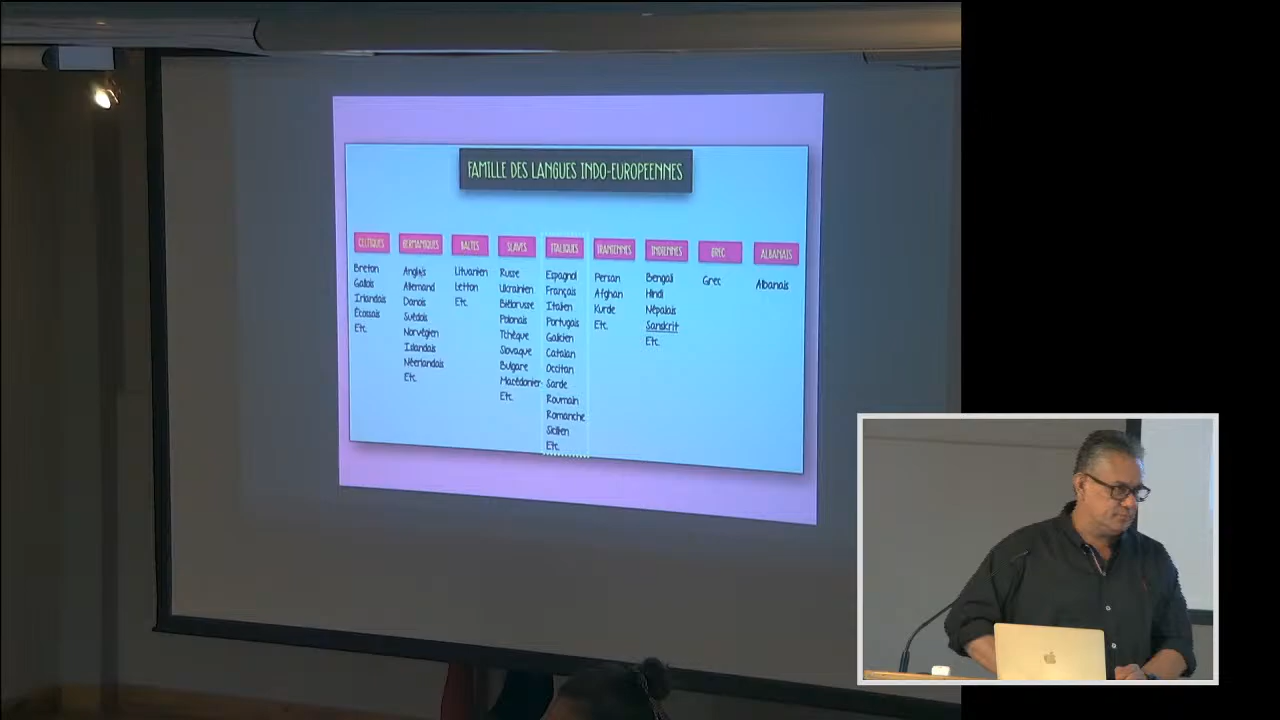 FAMILLE DES LANGUES INDO-EUROPEENNES
CELTIQUES
Breton
Gallois
Irlandais
Écossais
Etc.
GERMANIQUES
Anglais
Allemand
Danois
Suédois
Norvégien
Islandais
Néerlandais
Etc.
BALTES
Lituanien
Letton
Etc.
SLAVES
Russe
Ukrainien
Biélorusse
Polonais
Tchèque
Slovaque
Bulgare
Macédonien
Etc.
ITALIQUES
Espagnol
Français
Italien
Portugais
Galicien
Catalan
Occitan
Sarde
Roumain
Romanche
Sicilien
Etc.
IRANIENNES
Persan
Afghan
Kurde
Etc.
INDIENNES
Bengali
Hindi
Népalais
Sanskrit
Etc.
GREC
Grec
ALBANAIS
Albanais